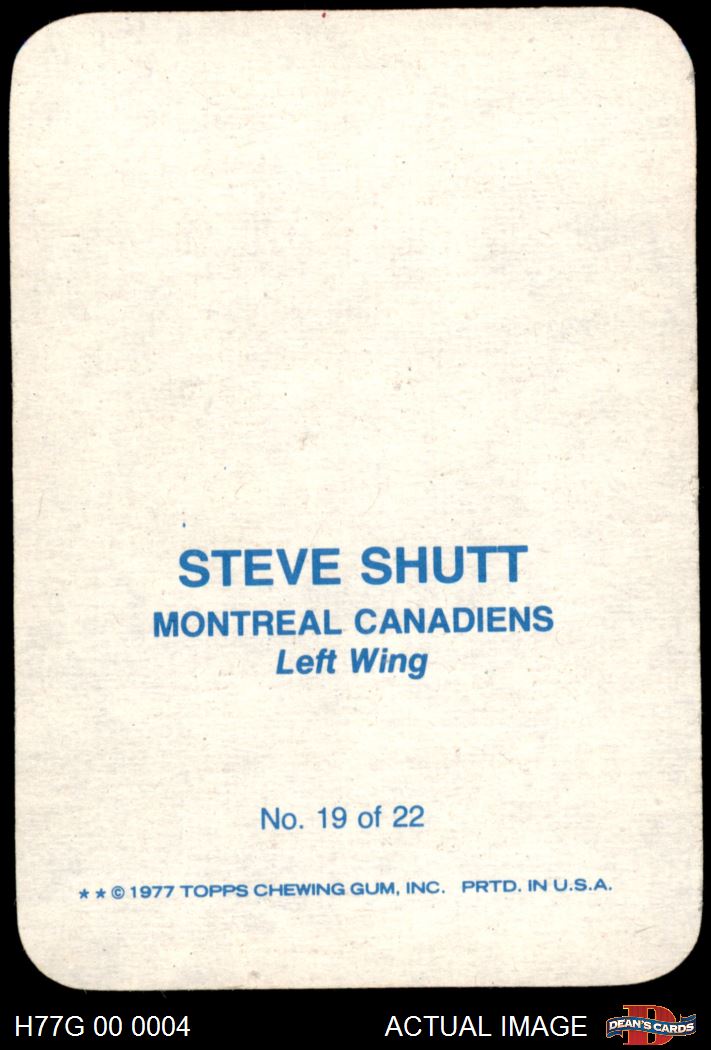 STEVE SHUTT
MONTREAL CANADIENS
Left Wing
No. 19 of 22
★ ★ © 1977 TOPPS CHEWING GUM, INC. PRTD. IN U.S.A.
H77G 00 0004 ACTUAL IMAGE D DEAN'S CARDS